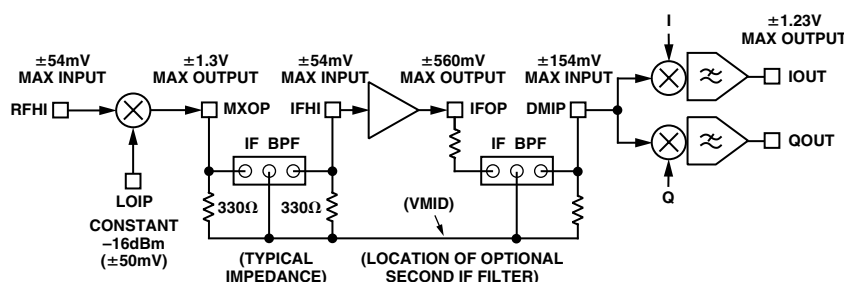 I
±1.23V
MAX OUTPUT
±54mV
MAX INPUT
±1.3V
MAX OUTPUT
±54mV
MAX INPUT
±560mV
MAX OUTPUT
±154mV
MAX INPUT
IOUT
RFHI
MXOP
IFHI
IFOP
DMIP
IF BPF
IF BPF
QOUT
LOIP
330Ω
330Ω
(VMID)
Q
CONSTANT
–16dBm
(±50mV)
(TYPICAL
IMPEDANCE)
(LOCATION OF OPTIONAL
SECOND IF FILTER)